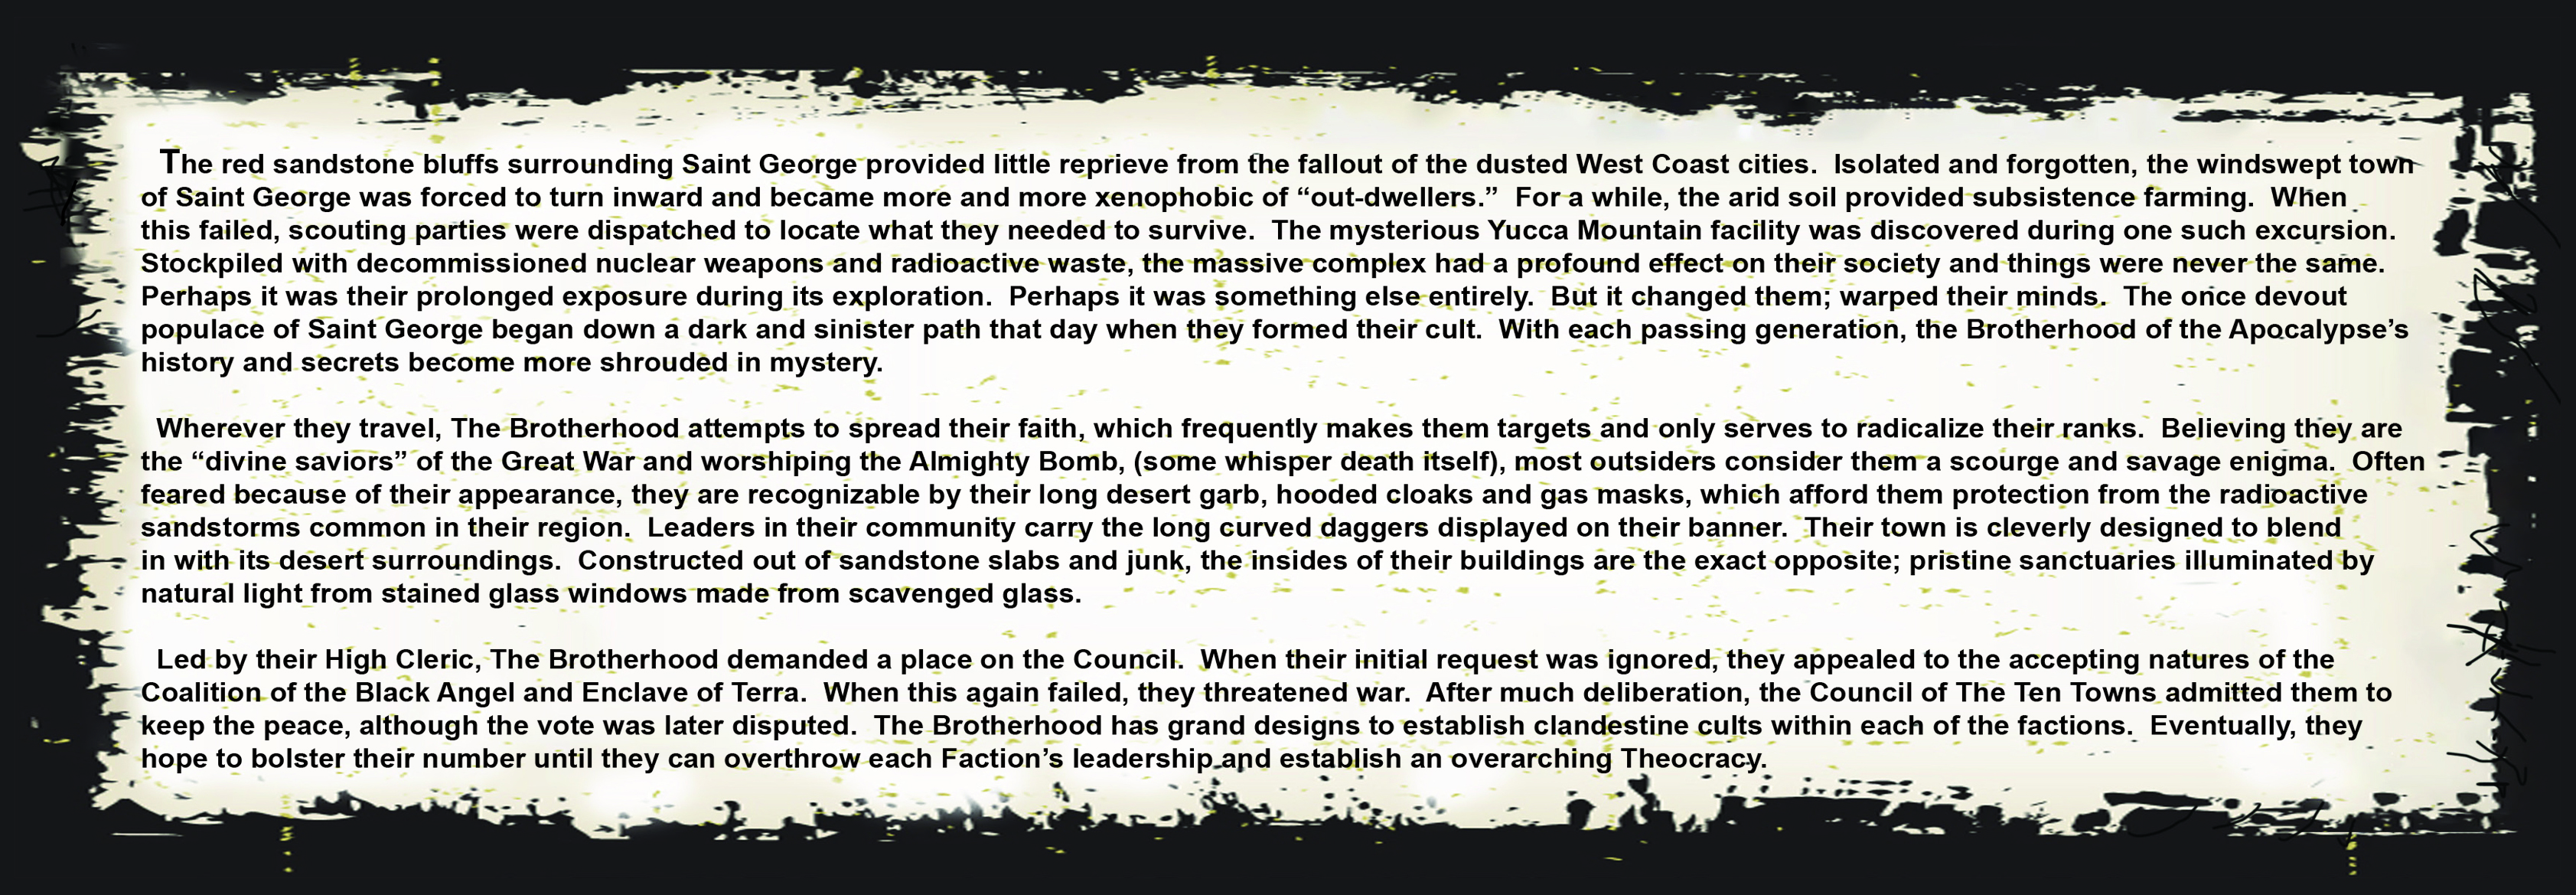 The red sandstone bluffs surrounding Saint George provided little reprieve from the fallout of the dusted West Coast cities.  Isolated and forgotten, the windswept town
of Saint George was forced to turn inward and became more and more xenophobic of “out-dwellers.”  For a while, the arid soil provided subsistence farming.  When
this failed, scouting parties were dispatched to locate what they needed to survive.  The mysterious Yucca Mountain facility was discovered during one such excursion.
Stockpiled with decommissioned nuclear weapons and radioactive waste, the massive complex had a profound effect on their society and things were never the same.
Perhaps it was their prolonged exposure during its exploration.  Perhaps it was something else entirely.  But it changed them; warped their minds.  The once devout
populace of Saint George began down a dark and sinister path that day when they formed their cult.  With each passing generation, the Brotherhood of the Apocalypse’s
history and secrets become more shrouded in mystery.
Wherever they travel, The Brotherhood attempts to spread their faith, which frequently makes them targets and only serves to radicalize their ranks.  Believing they are
the “divine saviors” of the Great War and worshiping the Almighty Bomb, (some whisper death itself), most outsiders consider them a scourge and savage enigma.  Often
feared because of their appearance, they are recognizable by their long desert garb, hooded cloaks and gas masks, which afford them protection from the radioactive
sandstorms common in their region.  Leaders in their community carry the long curved daggers displayed on their banner.  Their town is cleverly designed to blend
in with its desert surroundings.  Constructed out of sandstone slabs and junk, the insides of their buildings are the exact opposite; pristine sanctuaries illuminated by
natural light from stained glass windows made from scavenged glass.
Led by their High Cleric, The Brotherhood demanded a place on the Council.  When their initial request was ignored, they appealed to the accepting natures of the
Coalition of the Black Angel and Enclave of Terra.  When this again failed, they threatened war.  After much deliberation, the Council of The Ten Towns admitted them to
keep the peace, although the vote was later disputed.  The Brotherhood has grand designs to establish clandestine cults within each of the factions.  Eventually, they
hope to bolster their number until they can overthrow each Faction’s leadership and establish an overarching Theocracy.